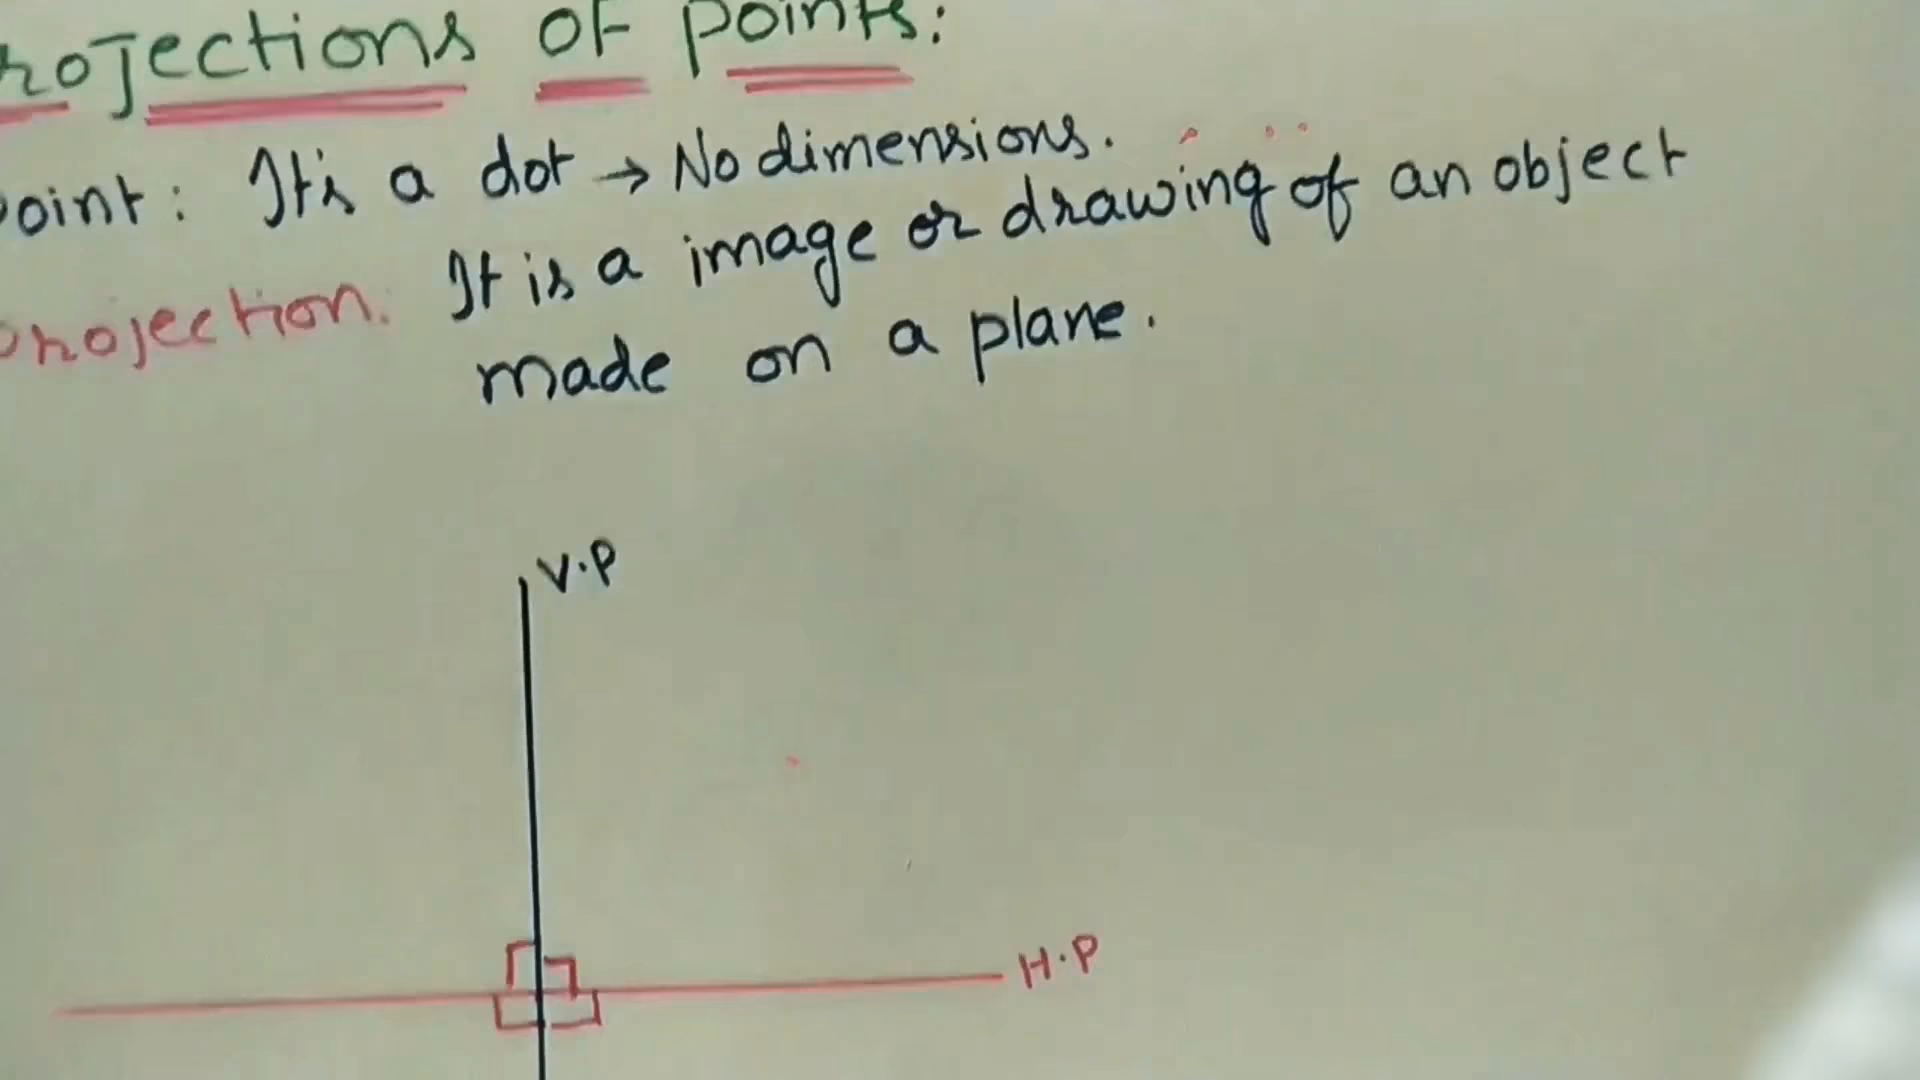 rojections of points:
oint: It's a dot → No dimensions.
rojection. It is a image or drawing of an object
made on a plane.
V.P
H.P